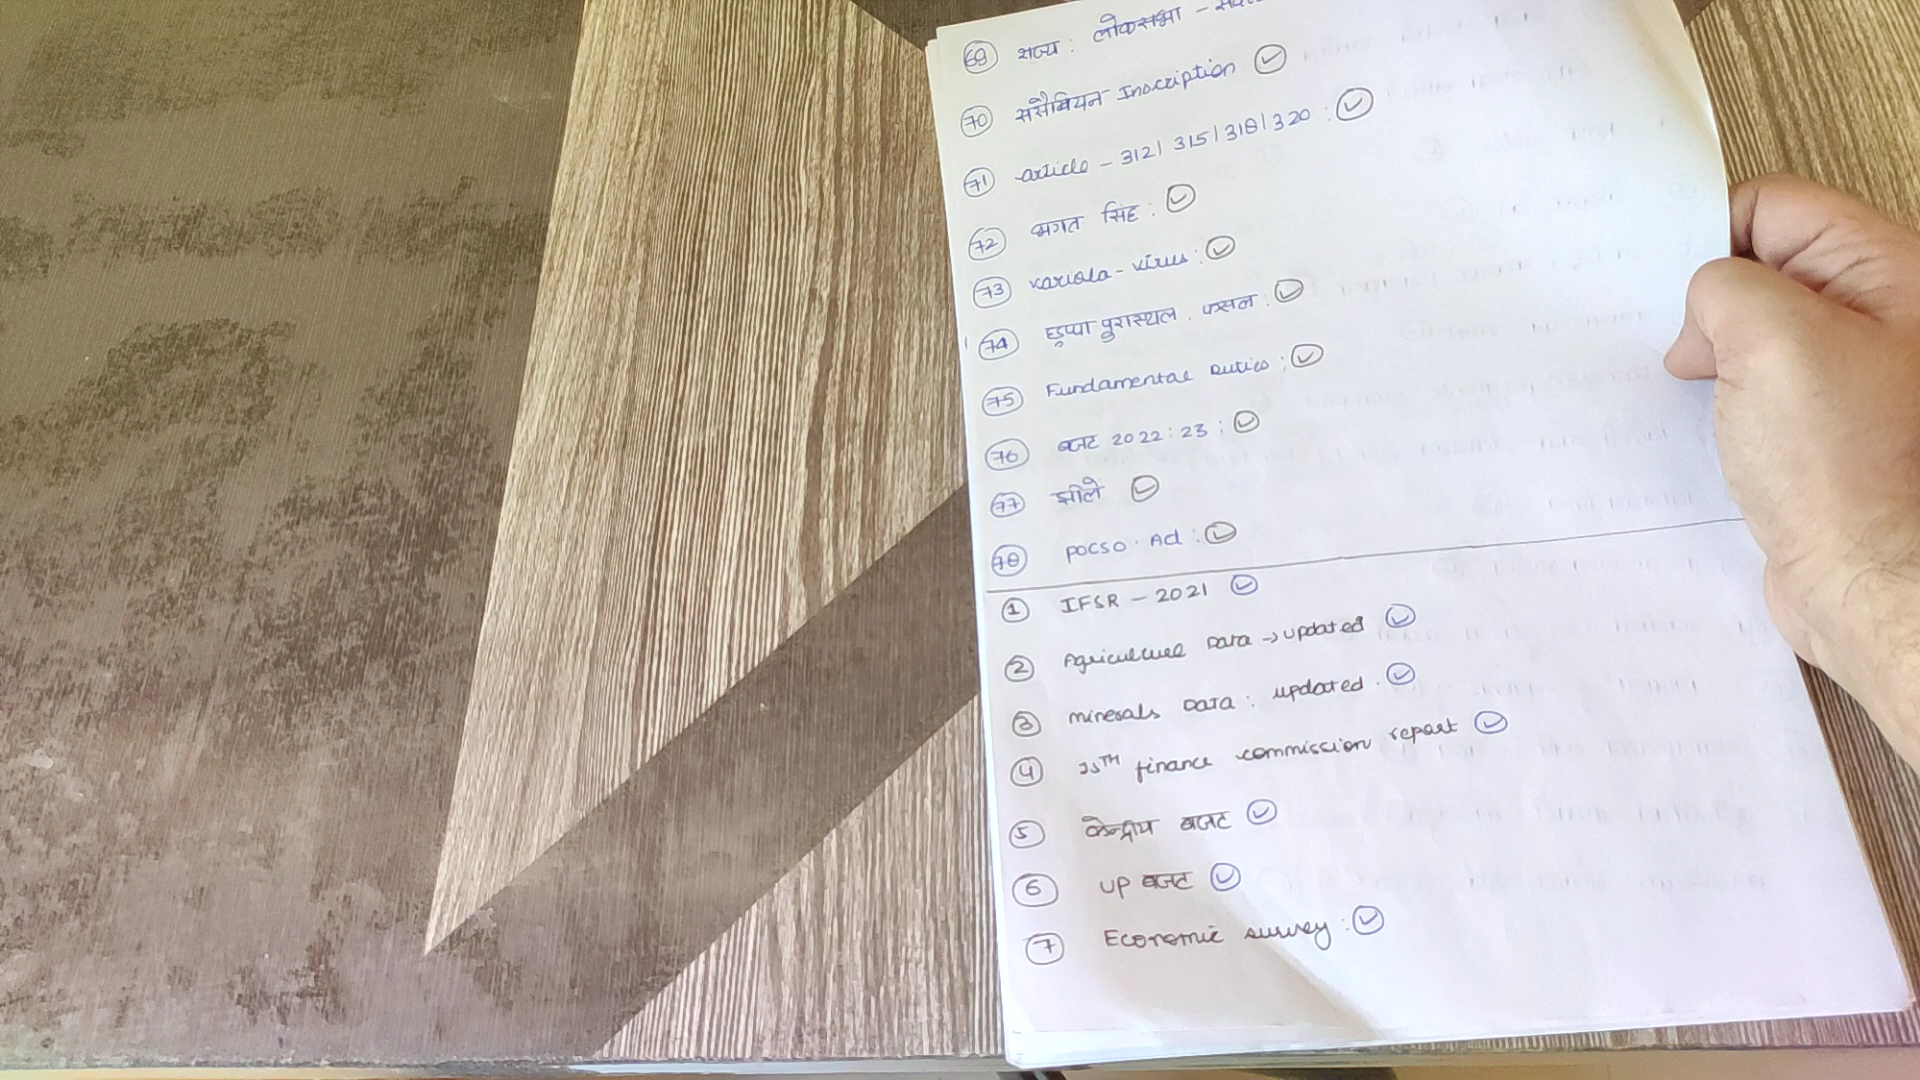 69 राज्य : लोकसभा -
70 ससैबियन Inscription
71 article - 312 | 315 | 318 | 320 :
72 भगत सिंह :
73 variola - virus :
74 हड़प्पा पुरास्थल . फसल :
75 Fundamental Duties :
76 बजट 2022 : 23 :
77 झीलें
78 POCSO . Act :
1 IFSR - 2021
2 Agriculture Data → updated
3 minerals Data : updated .
4 15TH finance commission report
5 केन्द्रीय बजट
6 UP बजट
7 Economic survey :